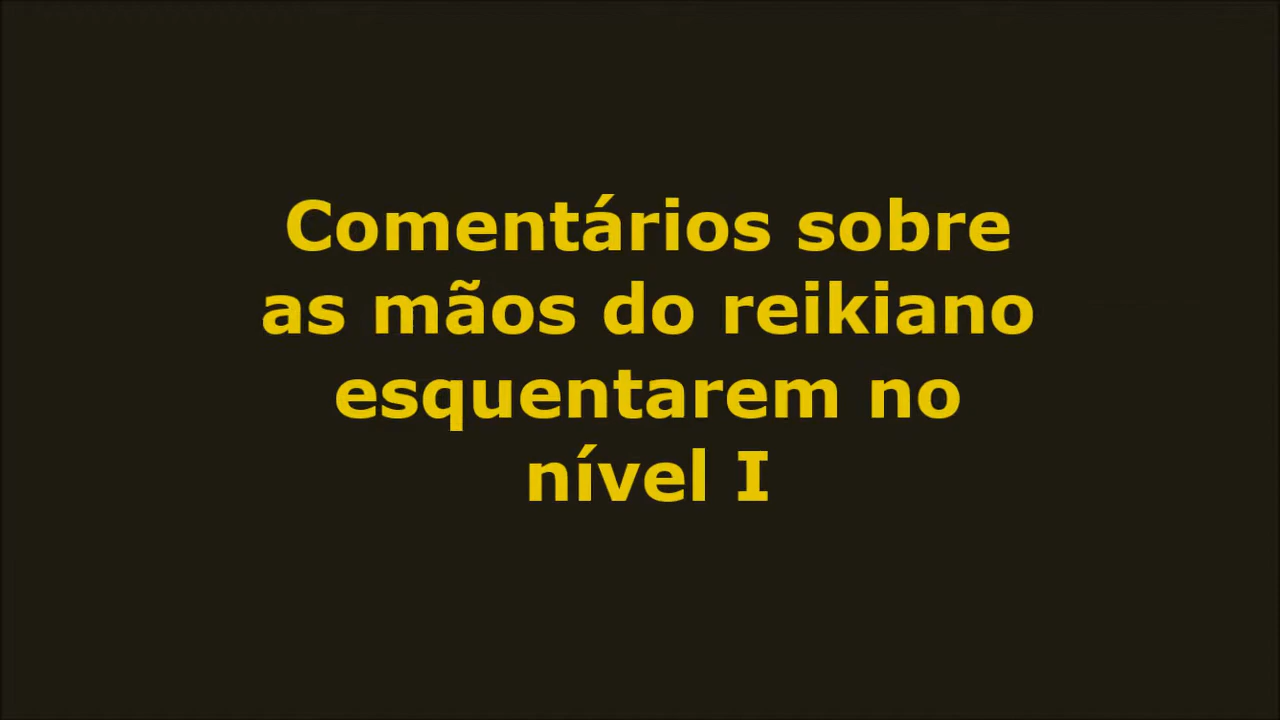 Comentários sobre
as mãos do reikiano
esquentarem no
nível I